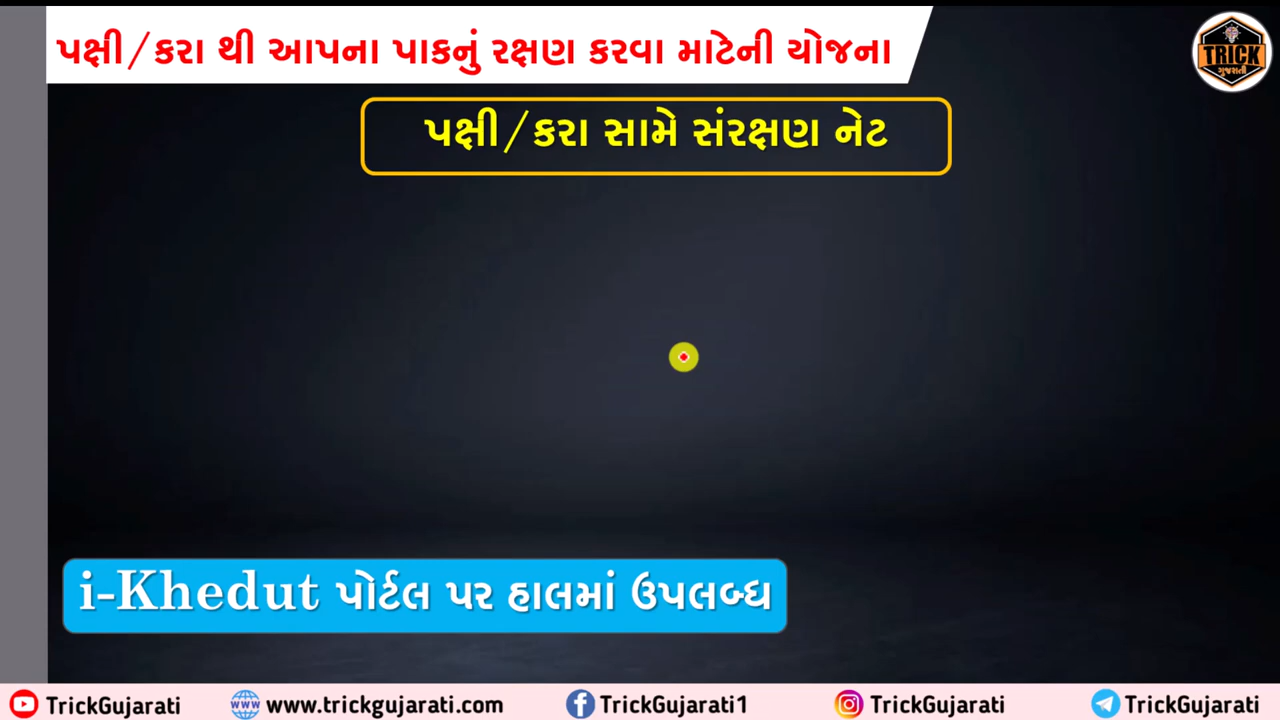 પક્ષી/કરા થી આપના પાકનું રક્ષણ કરવા માટેની યોજના
TRICK
ગુજરાતી
પક્ષી/કરા સામે સંરક્ષણ નેટ
i-Khedut પોર્ટલ પર હાલમાં ઉપલબ્ધ
TrickGujarati www.trickgujarati.com TrickGujarati1 TrickGujarati TrickGujarati